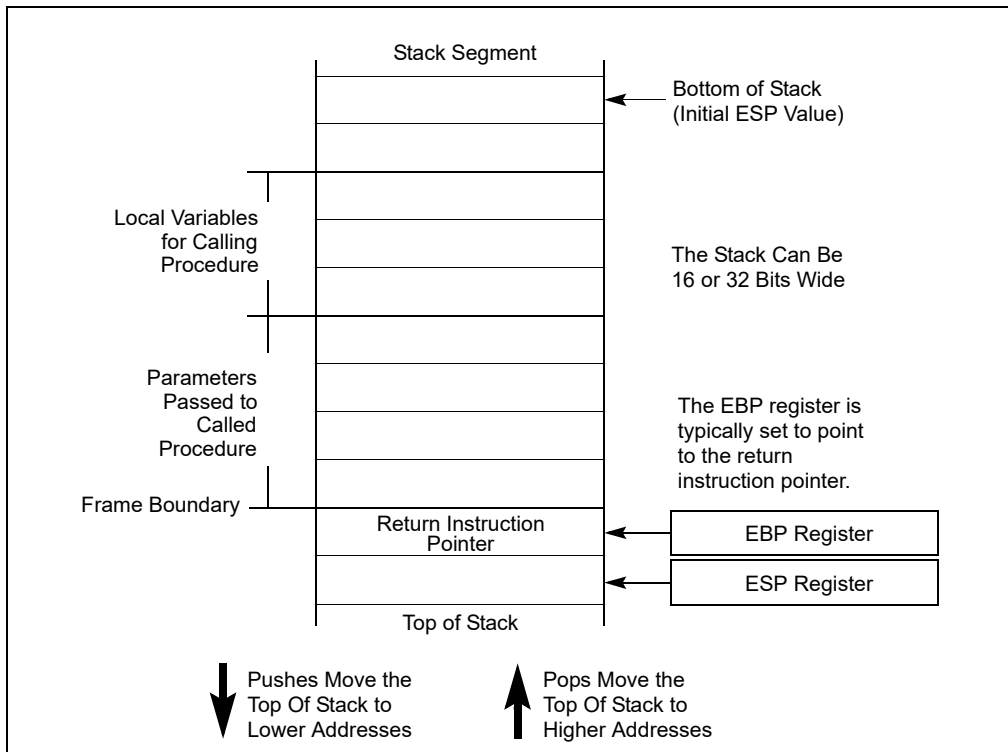 Stack Segment
Bottom of Stack
(Initial ESP Value)
Local Variables
for Calling
Procedure
The Stack Can Be
16 or 32 Bits Wide
Parameters
Passed to
Called
Procedure
The EBP register is
typically set to point
to the return
instruction pointer.
Frame Boundary
Return Instruction
Pointer
EBP Register
ESP Register
Top of Stack
Pushes Move the
Top Of Stack to
Lower Addresses
Pops Move the
Top Of Stack to
Higher Addresses